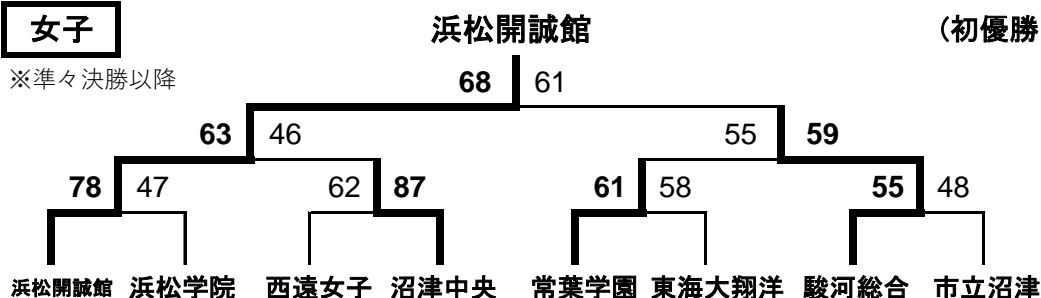 女子 浜松開誠館 (初優勝
※準々決勝以降
68 61
63 46 55 59
78 47 62 87 61 58 55 48
浜松開誠館 浜松学院 西遠女子 沼津中央 常葉学園 東海大翔洋 駿河総合 市立沼津